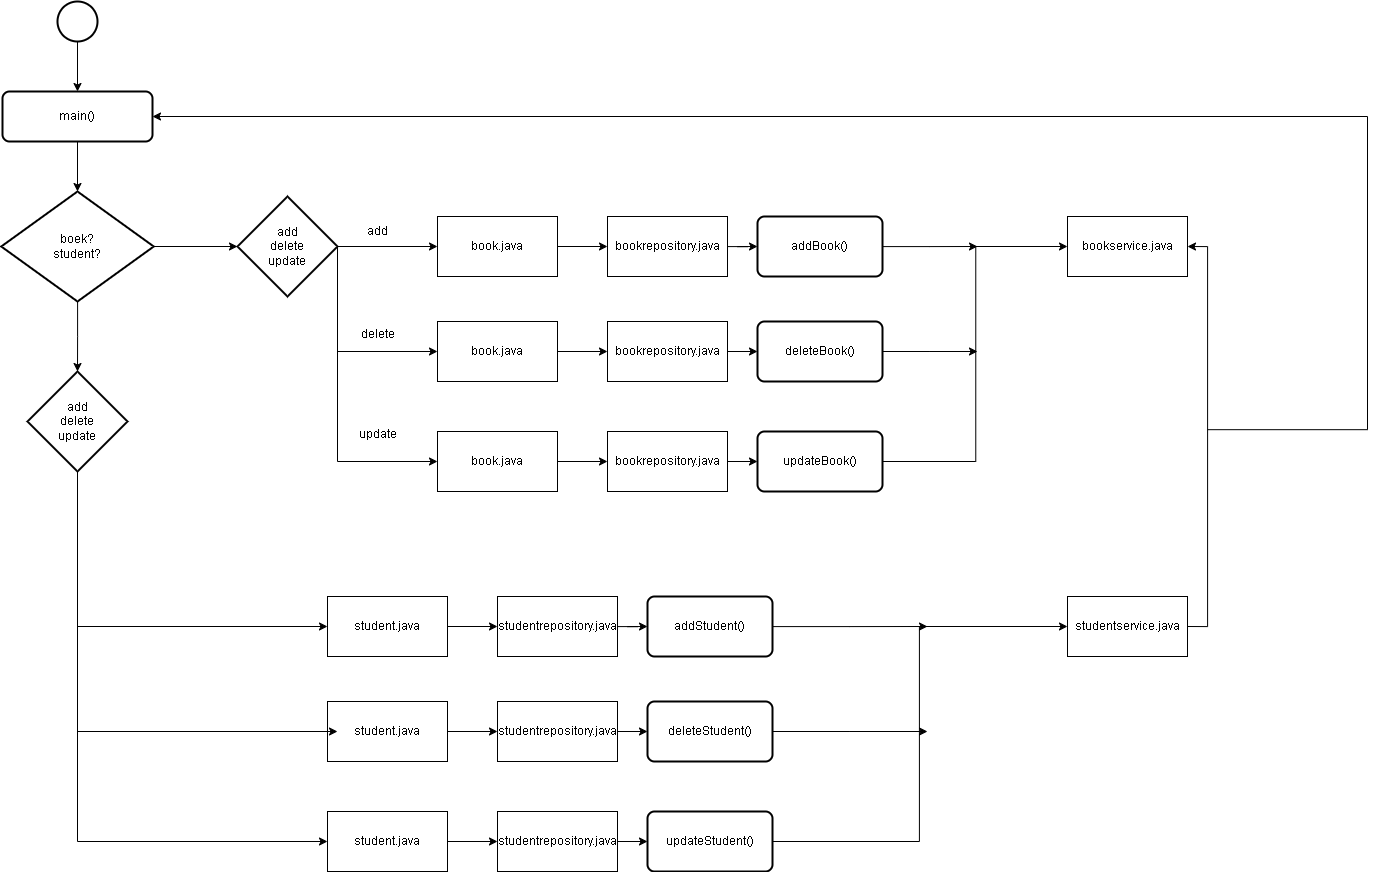 main()
boek?
student?
add
delete
update
add
book.java
bookrepository.java
addBook()
bookservice.java
delete
book.java
bookrepository.java
deleteBook()
update
book.java
bookrepository.java
updateBook()
add
delete
update
student.java
studentrepository.java
addStudent()
studentservice.java
student.java
studentrepository.java
deleteStudent()
student.java
studentrepository.java
updateStudent()